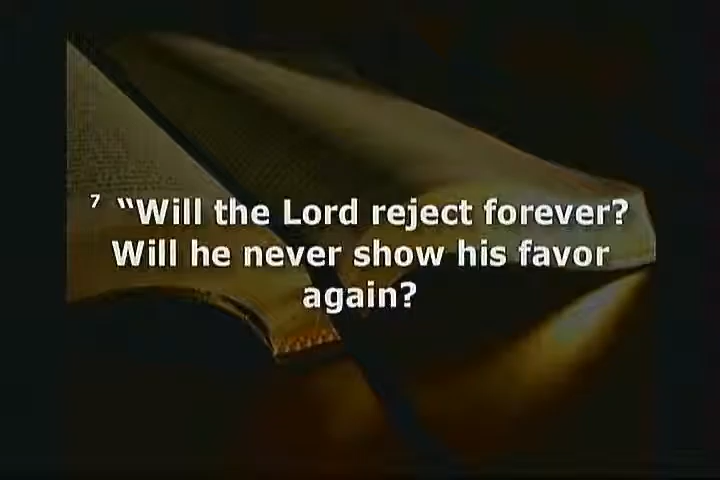 ⁷ “Will the Lord reject forever?
Will he never show his favor
again?